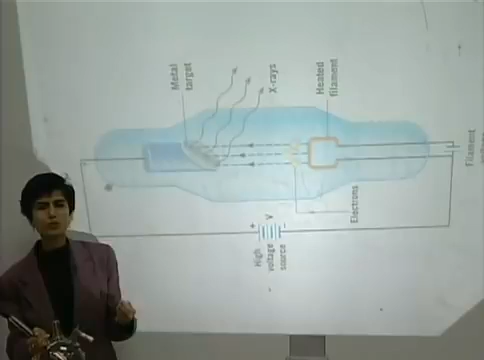 Metal
target
X-rays
Heated
filament
Electrons
+
V
-
High
voltage
source
Filament